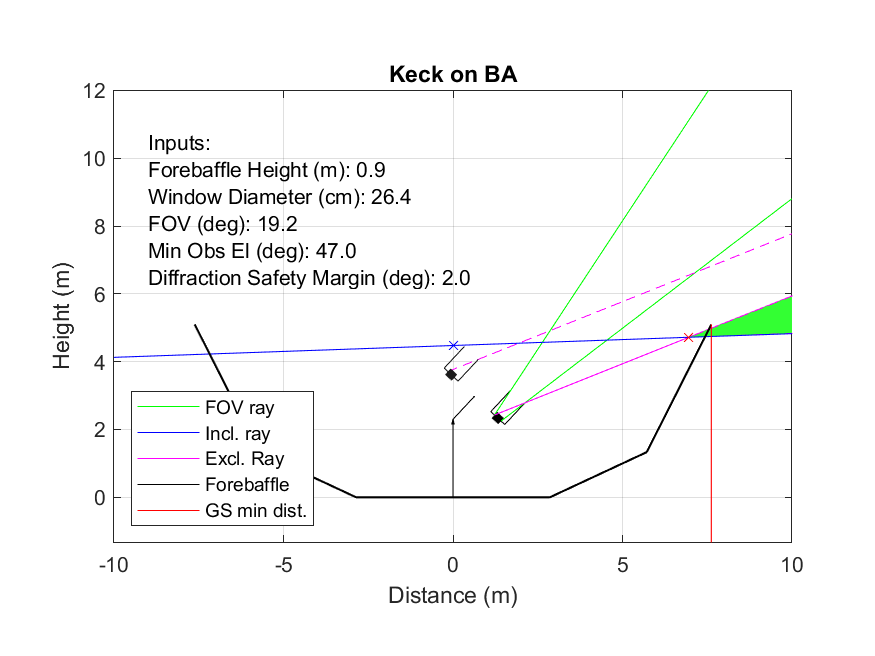 Keck on BA
12
10
8
6
4
2
0
Height (m)
Inputs:
Forebaffle Height (m): 0.9
Window Diameter (cm): 26.4
FOV (deg): 19.2
Min Obs El (deg): 47.0
Diffraction Safety Margin (deg): 2.0
FOV ray
Incl. ray
Excl. Ray
Forebaffle
GS min dist.
-10 -5 0 5 10
Distance (m)